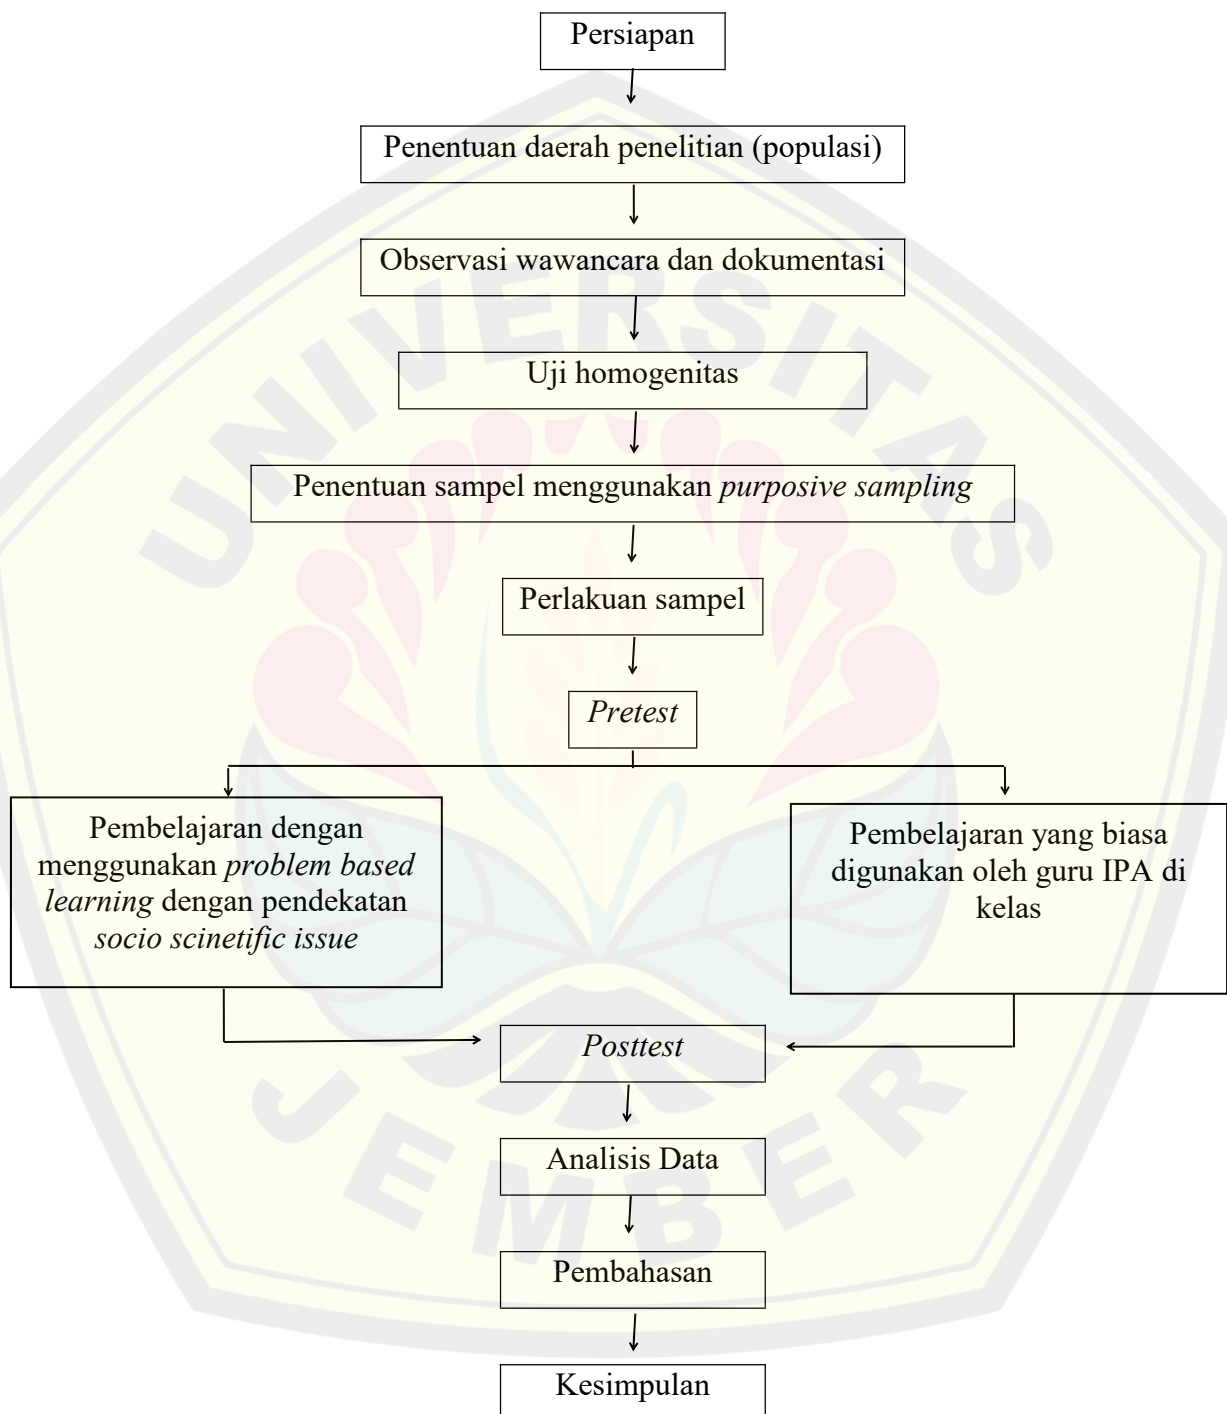 Persiapan
Penentuan daerah penelitian (populasi)
Observasi wawancara dan dokumentasi
Uji homogenitas
Penentuan sampel menggunakan purposive sampling
Perlakuan sampel
Pretest
Pembelajaran dengan
menggunakan problem based
learning dengan pendekatan
socio scinetific issue
Pembelajaran yang biasa
digunakan oleh guru IPA di
kelas
Posttest
Analisis Data
Pembahasan
Kesimpulan
UNIVERSITAS
JEMBER